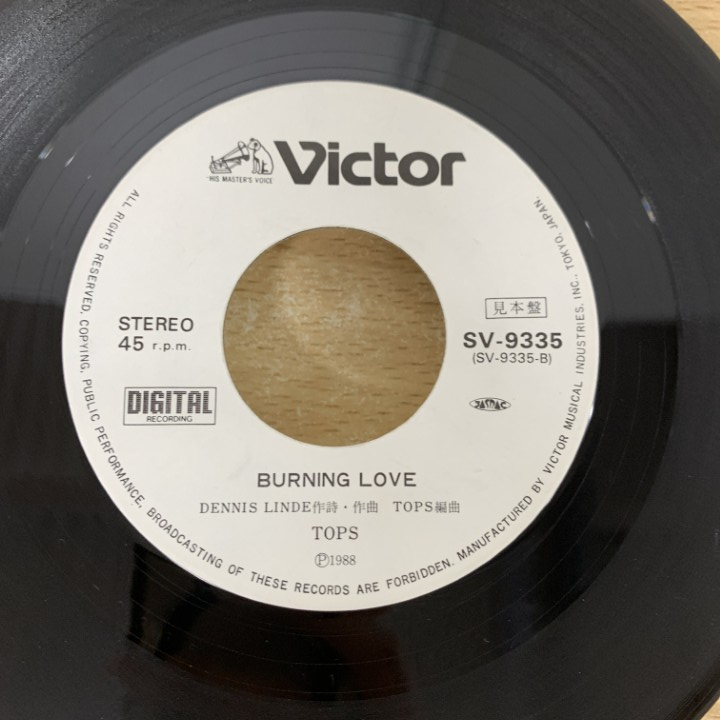 "HIS MASTER'S VOICE"
Victor
STEREO
45 r.p.m.
見本盤
SV-9335
(SV-9335-B)
DIGITAL
RECORDING
JASRAC
BURNING LOVE
DENNIS LINDE作詩・作曲 TOPS編曲
TOPS
Ⓟ1988
ALL RIGHTS RESERVED. COPYING, PUBLIC PERFORMANCE, BROADCASTING OF THESE RECORDS ARE FORBIDDEN. MANUFACTURED BY VICTOR MUSICAL INDUSTRIES, INC., TOKYO, JAPAN.